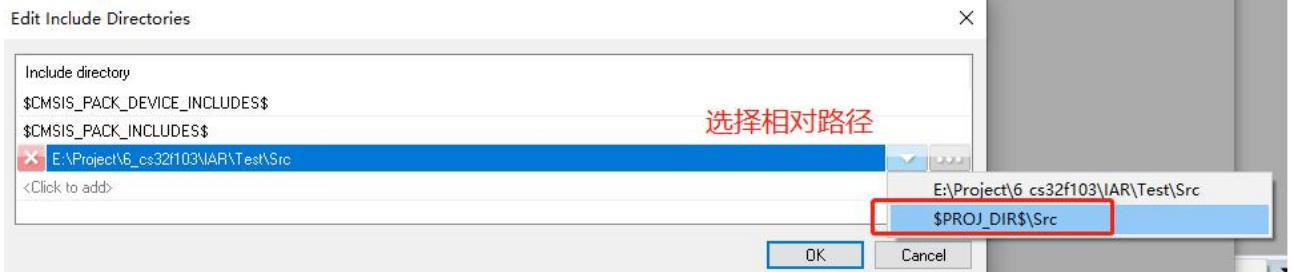 Edit Include Directories
Include directory
$CMSIS_PACK_DEVICE_INCLUDES$
$CMSIS_PACK_INCLUDES$
选择相对路径
E:\Project\6_cs32f103\IAR\Test\Src
<Click to add>
E:\Project\6_cs32f103\IAR\Test\Src
$PROJ_DIR$\Src
OK
Cancel